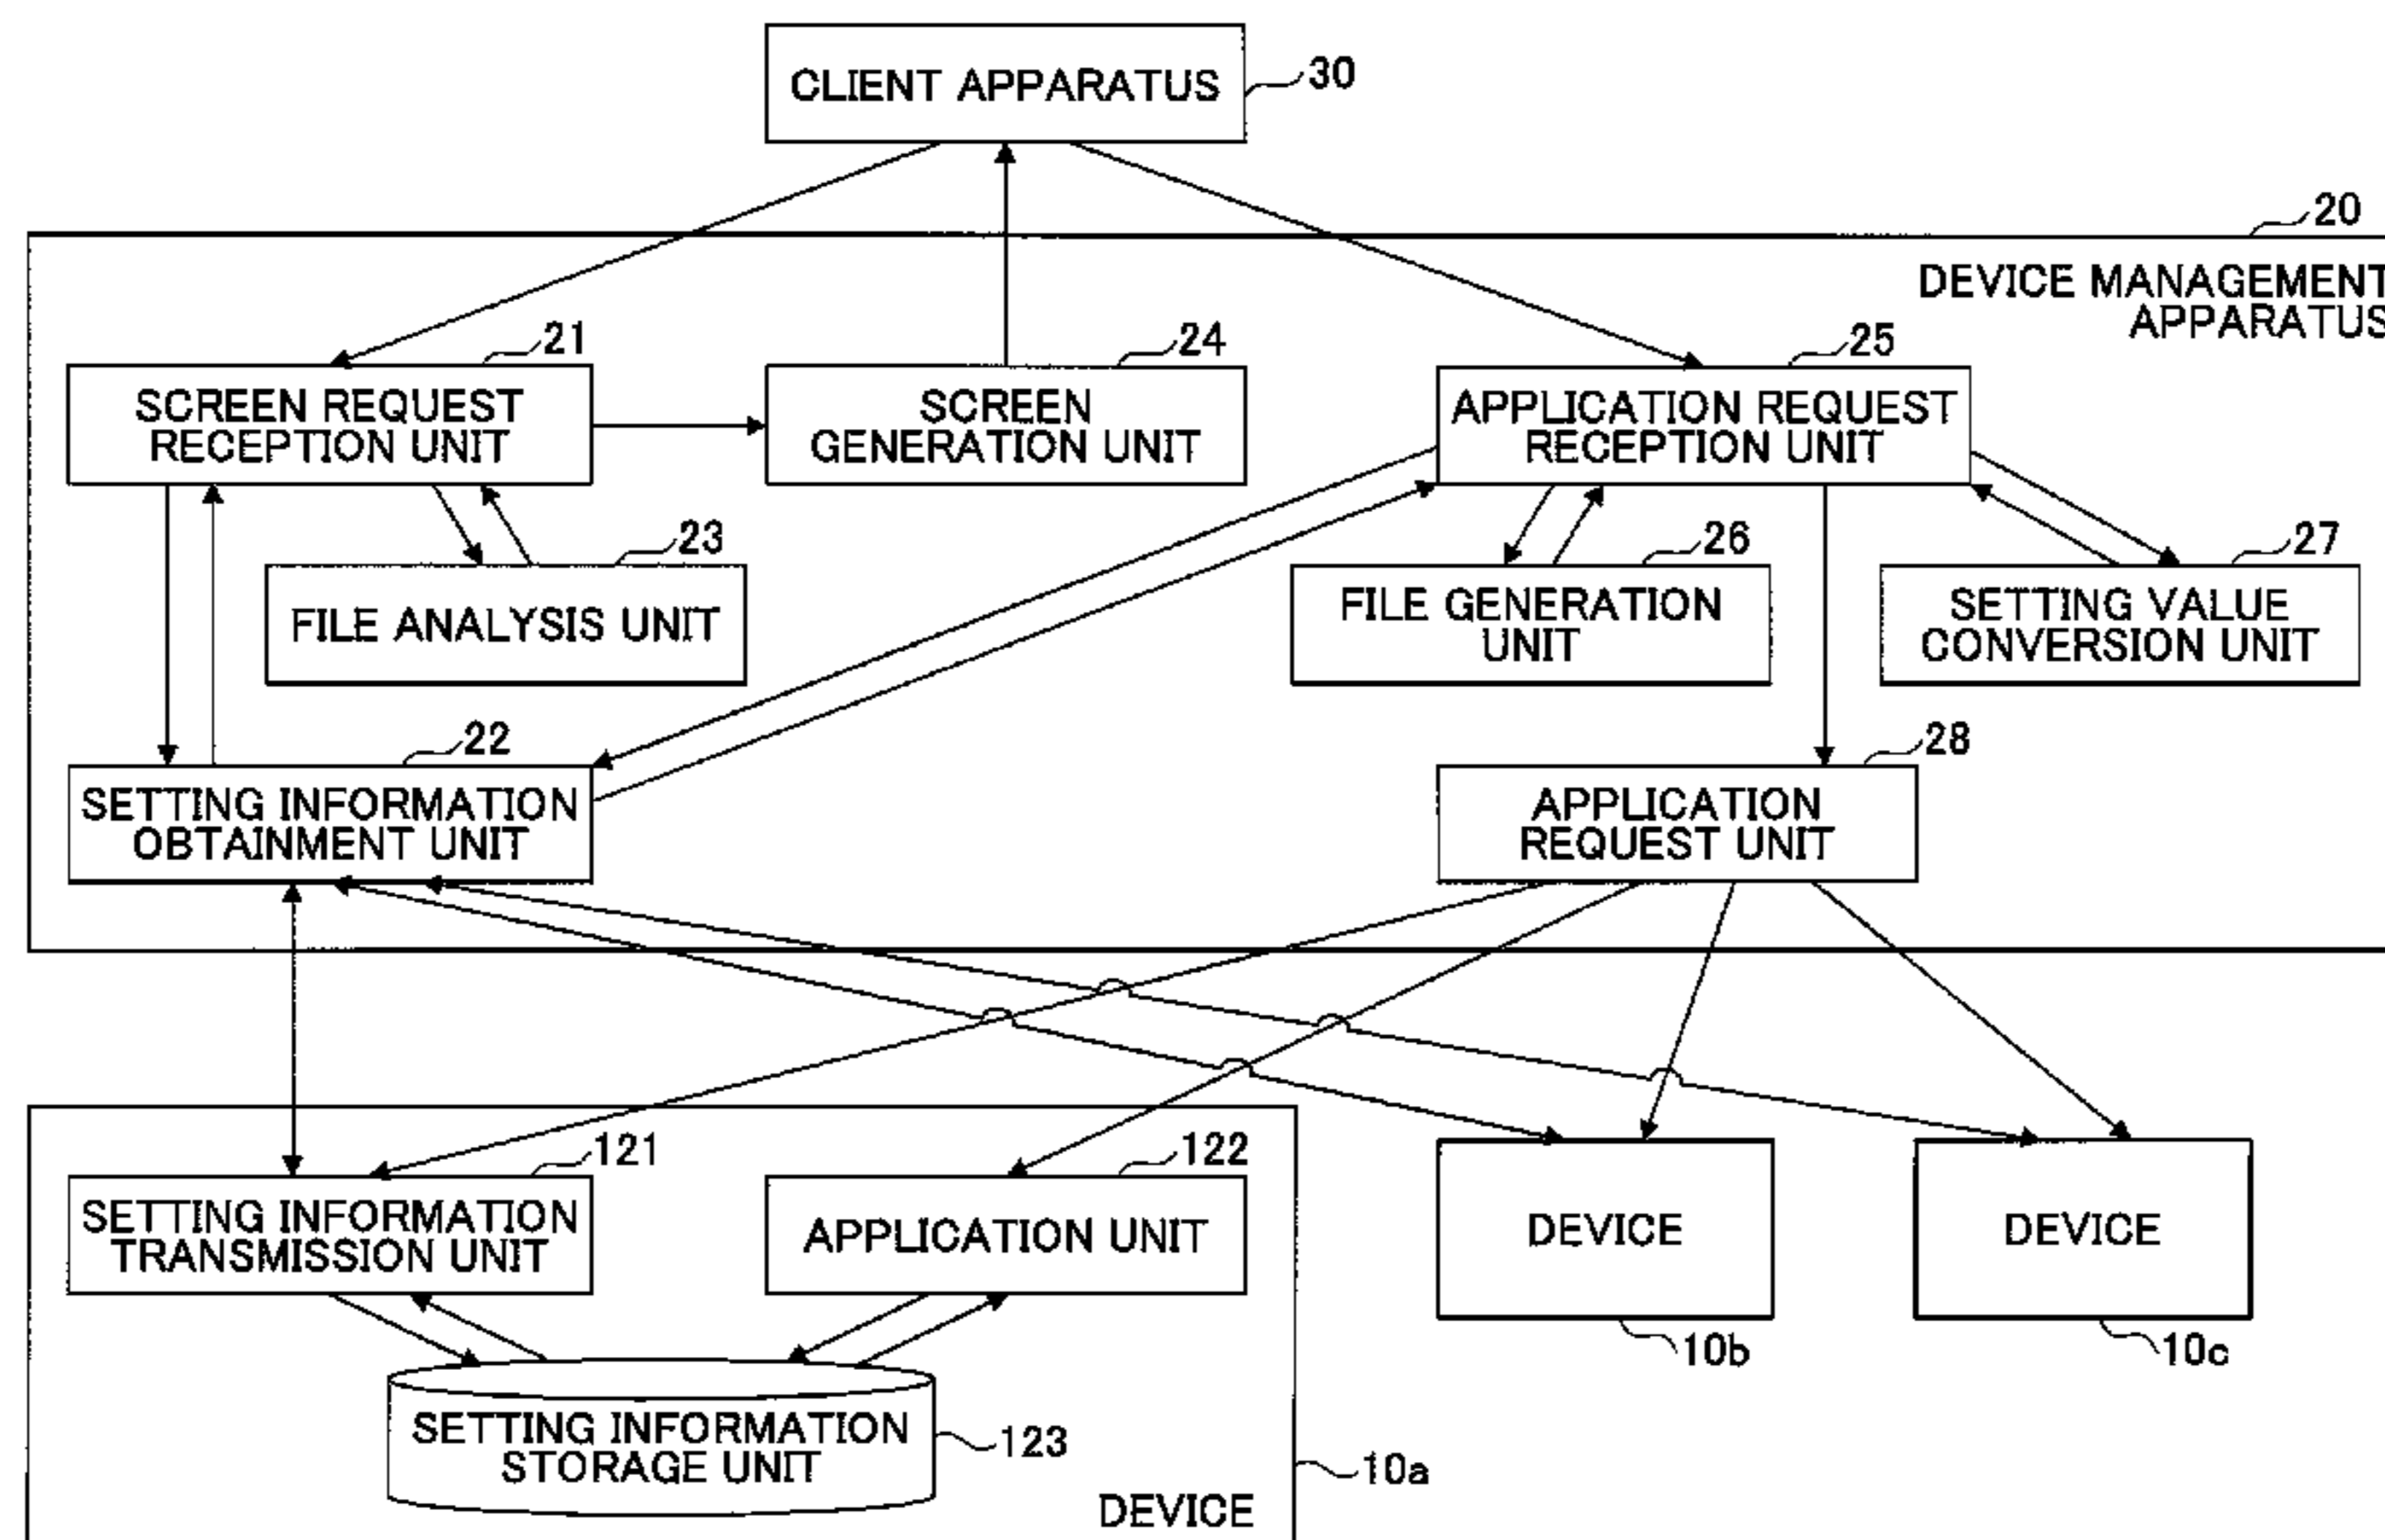 CLIENT APPARATUS
30
20
DEVICE MANAGEMENT
APPARATUS
21
SCREEN REQUEST
RECEPTION UNIT
24
SCREEN
GENERATION UNIT
25
APPLICATION REQUEST
RECEPTION UNIT
23
FILE ANALYSIS UNIT
26
FILE GENERATION
UNIT
27
SETTING VALUE
CONVERSION UNIT
22
SETTING INFORMATION
OBTAINMENT UNIT
28
APPLICATION
REQUEST UNIT
121
SETTING INFORMATION
TRANSMISSION UNIT
122
APPLICATION UNIT
DEVICE
10b
DEVICE
10c
SETTING INFORMATION
STORAGE UNIT
123
10a
DEVICE